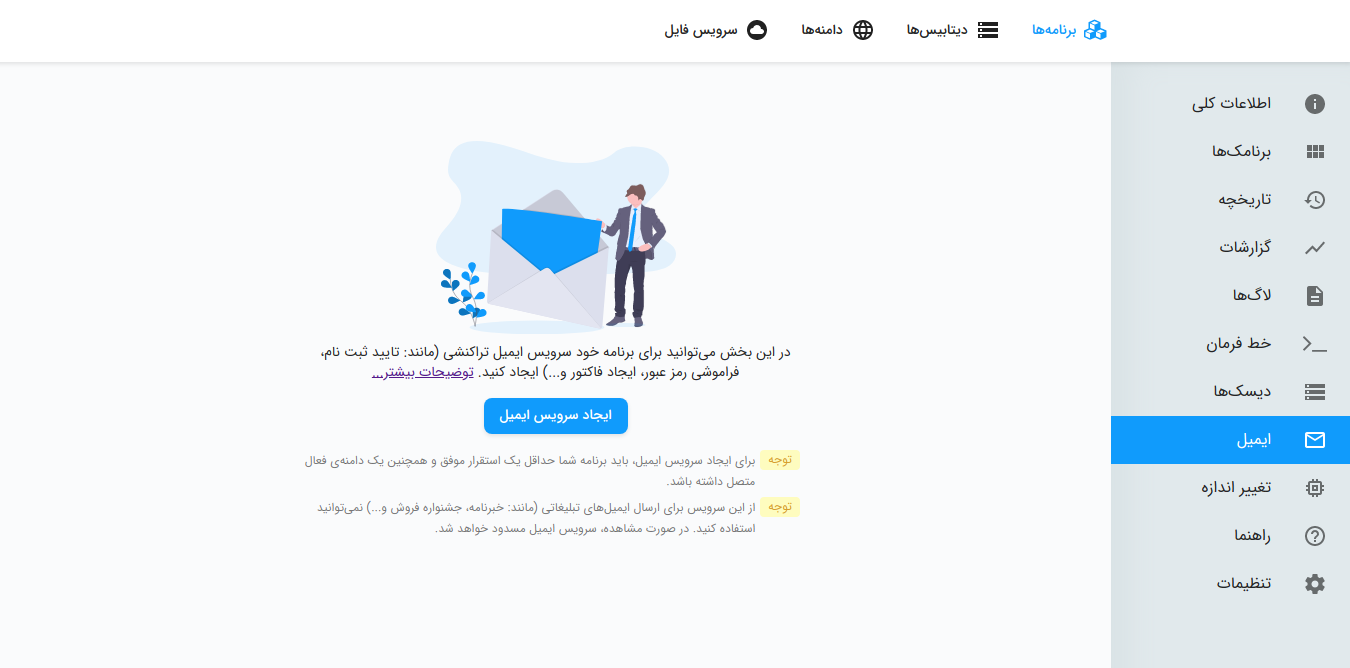 برنامه‌ها
دیتابیس‌ها
دامنه‌ها
سرویس فایل
اطلاعات کلی
برنامک‌ها
تاریخچه
گزارشات
لاگ‌ها
خط فرمان
دیسک‌ها
ایمیل
تغییر اندازه
راهنما
تنظیمات
در این بخش می‌توانید برای برنامه خود سرویس ایمیل تراکنشی (مانند: تایید ثبت نام،
فراموشی رمز عبور، ایجاد فاکتور و...) ایجاد کنید. توضیحات بیشتر...
ایجاد سرویس ایمیل
توجه برای ایجاد سرویس ایمیل، باید برنامه شما حداقل یک استقرار موفق و همچنین یک دامنه‌ی فعال
متصل داشته باشد.
توجه از این سرویس برای ارسال ایمیل‌های تبلیغاتی (مانند: خبرنامه، جشنواره فروش و...) نمی‌توانید
استفاده کنید. در صورت مشاهده، سرویس ایمیل مسدود خواهد شد.